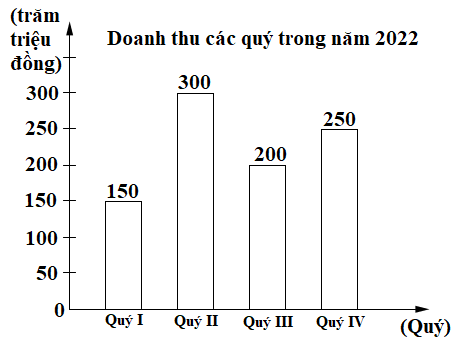 (trăm
triệu
đồng)
Doanh thu các quý trong năm 2022
300
250
200
150
100
50
0
150
300
200
250
Quý I
Quý II
Quý III
Quý IV
(Quý)